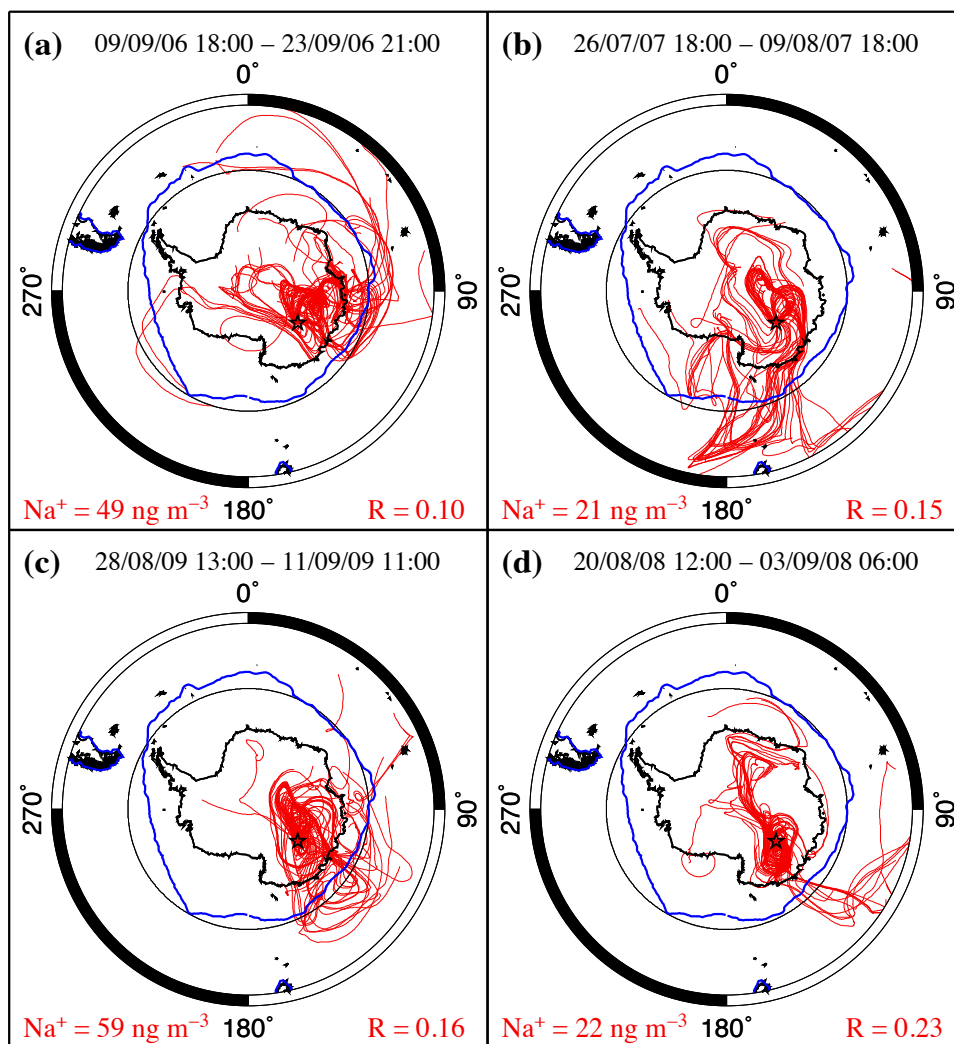 (a) 09/09/06 18:00 – 23/09/06 21:00
0°
270°
90°
180°
Na⁺ = 49 ng m⁻³
R = 0.10
(b) 26/07/07 18:00 – 09/08/07 18:00
0°
270°
90°
180°
Na⁺ = 21 ng m⁻³
R = 0.15
(c) 28/08/09 13:00 – 11/09/09 11:00
0°
270°
90°
180°
Na⁺ = 59 ng m⁻³
R = 0.16
(d) 20/08/08 12:00 – 03/09/08 06:00
0°
270°
90°
180°
Na⁺ = 22 ng m⁻³
R = 0.23